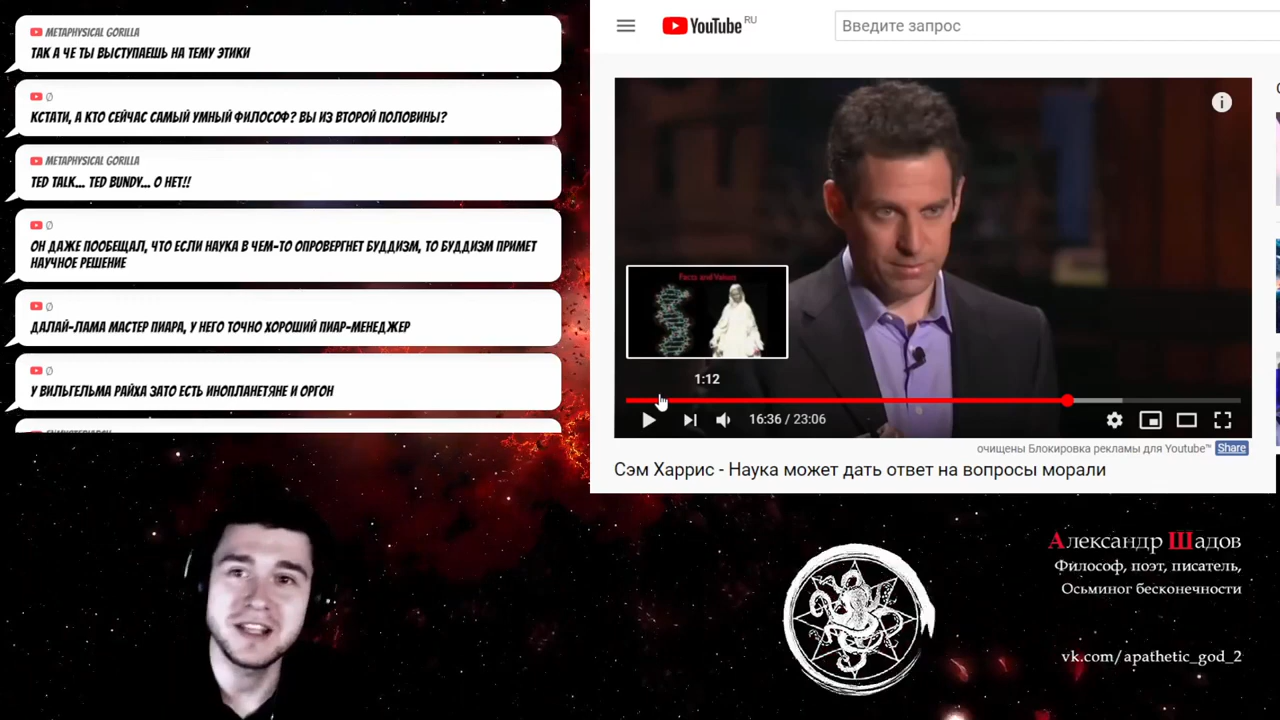 METAPHYSICAL GORILLA
ТАК А ЧЕ ТЫ ВЫСТУПАЕШЬ НА ТЕМУ ЭТИКИ
Ø
КСТАТИ, А КТО СЕЙЧАС САМЫЙ УМНЫЙ ФИЛОСОФ? ВЫ ИЗ ВТОРОЙ ПОЛОВИНЫ?
METAPHYSICAL GORILLA
TED TALK... TED BUNDY... О НЕТ!!
Ø
ОН ДАЖЕ ПООБЕЩАЛ, ЧТО ЕСЛИ НАУКА В ЧЕМ-ТО ОПРОВЕРГНЕТ БУДДИЗМ, ТО БУДДИЗМ ПРИМЕТ
НАУЧНОЕ РЕШЕНИЕ
Ø
ДАЛАЙ-ЛАМА МАСТЕР ПИАРА, У НЕГО ТОЧНО ХОРОШИЙ ПИАР-МЕНЕДЖЕР
Ø
У ВИЛЬГЕЛЬМА РАЙХА ЗАТО ЕСТЬ ИНОПЛАНЕТЯНЕ И ОРГОН
YouTube RU
Введите запрос
Facts and Values
1:12
16:36 / 23:06
очищены Блокировка рекламы для Youtube™ Share
Сэм Харрис - Наука может дать ответ на вопросы морали
Александр Шадов
Философ, поэт, писатель,
Осьминог бесконечности
vk.com/apathetic_god_2